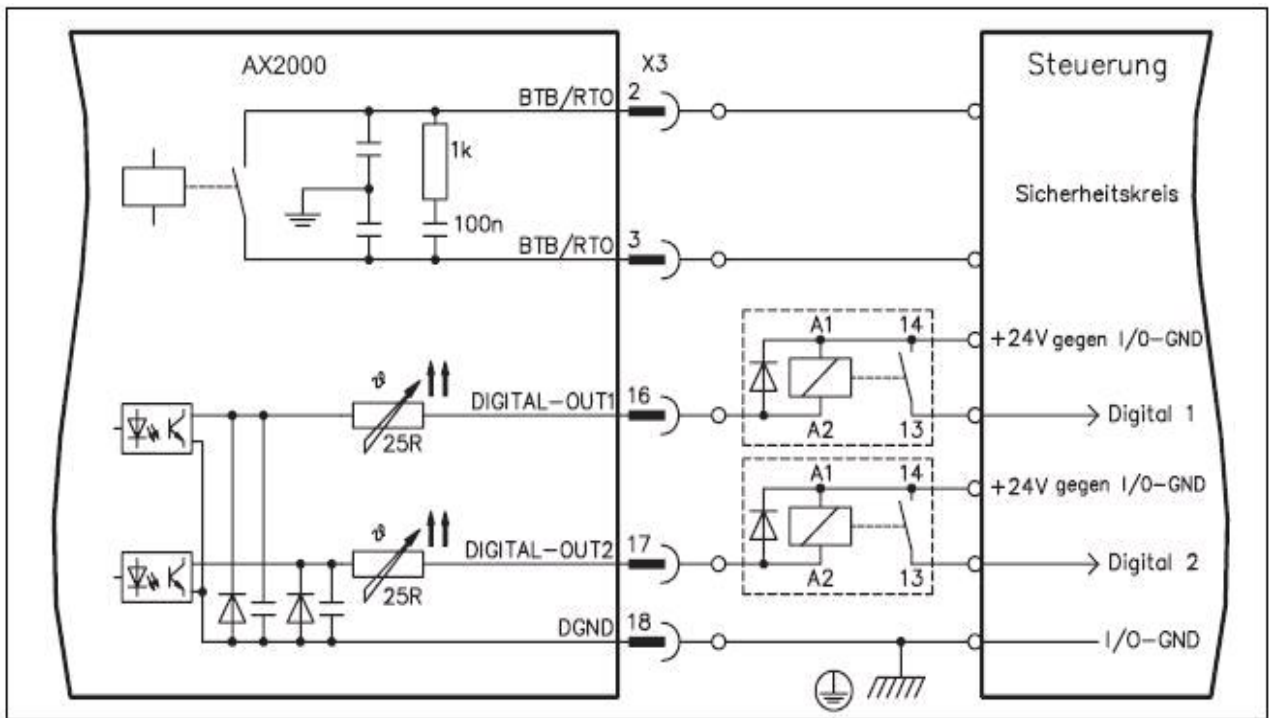 AX2000
X3
Steuerung
BTB/RTO 2
1k
Sicherheitskreis
100n
BTB/RTO 3
A1 14
+24V gegen I/O-GND
DIGITAL-OUT1 16
ϑ
25R
A2 13
Digital 1
A1 14
+24V gegen I/O-GND
DIGITAL-OUT2 17
ϑ
25R
A2 13
Digital 2
DGND 18
I/O-GND